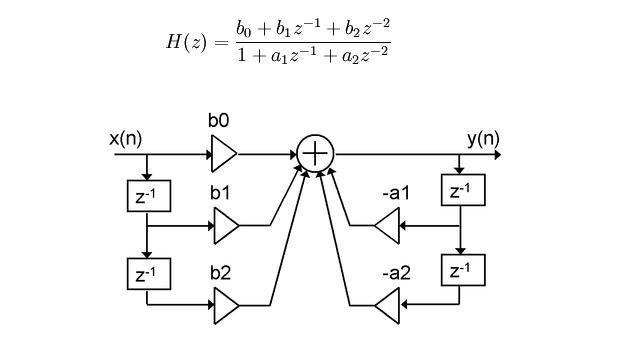 H(z) = \frac{b_0 + b_1 z^{-1} + b_2 z^{-2}}{1 + a_1 z^{-1} + a_2 z^{-2}}
b0
x(n) y(n)
z⁻¹ b1 -a1 z⁻¹
z⁻¹ b2 -a2 z⁻¹